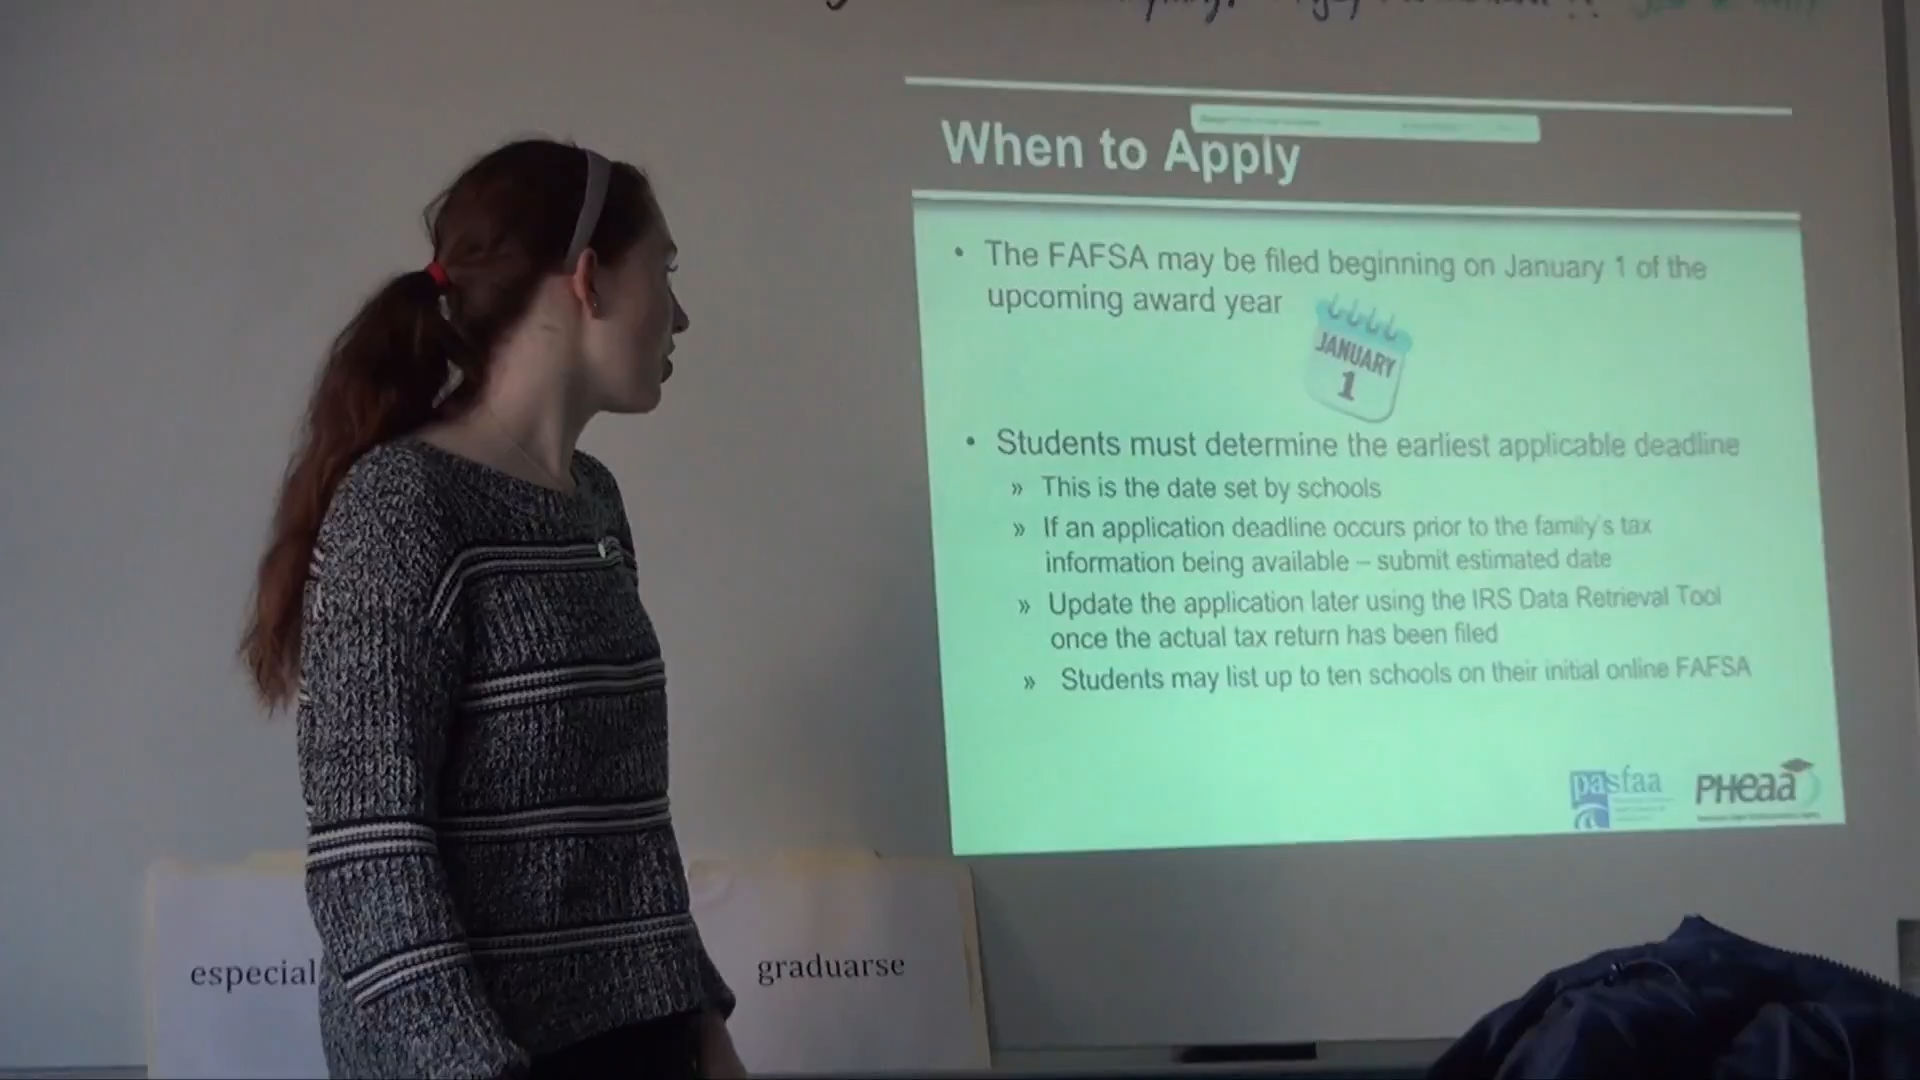 When to Apply
• The FAFSA may be filed beginning on January 1 of the
upcoming award year
JANUARY
1
• Students must determine the earliest applicable deadline
» This is the date set by schools
» If an application deadline occurs prior to the family's tax
information being available – submit estimated date
» Update the application later using the IRS Data Retrieval Tool
once the actual tax return has been filed
» Students may list up to ten schools on their initial online FAFSA
pasfaa
PHEAA
especial
graduarse